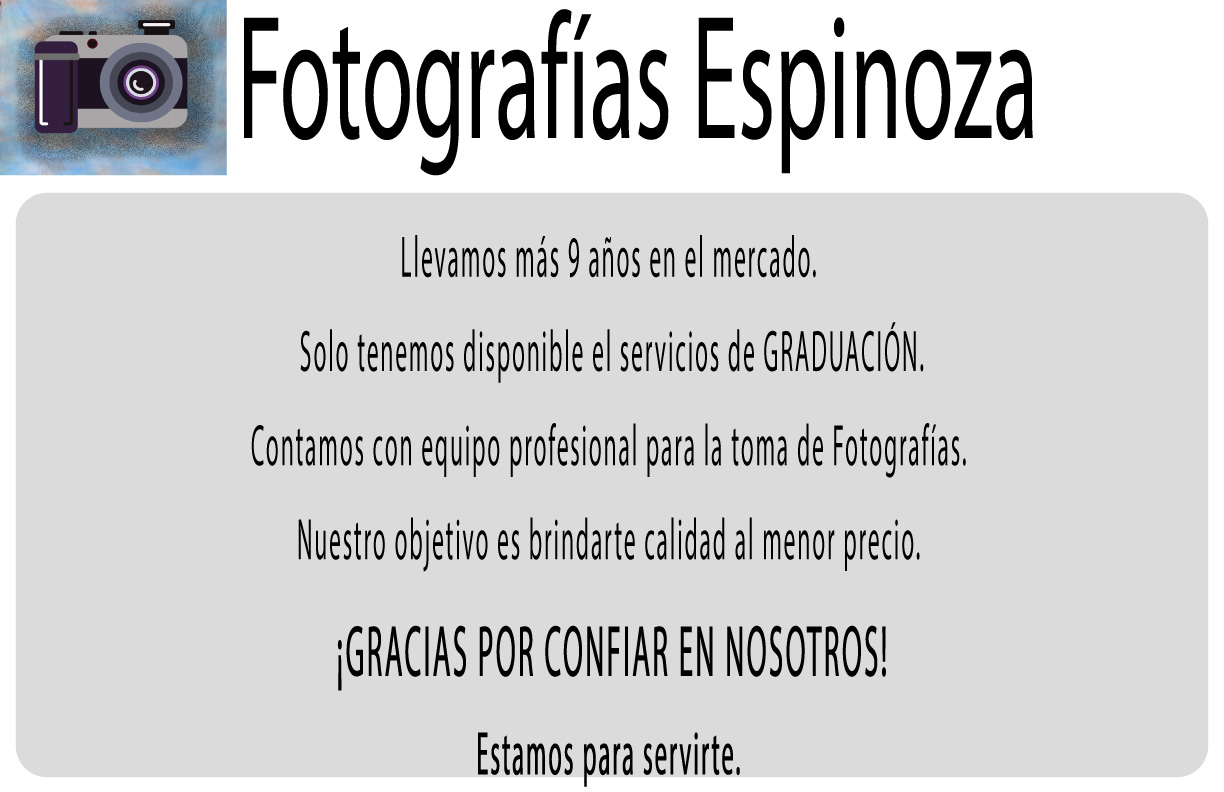 Fotografías Espinoza
Llevamos más 9 años en el mercado.
Solo tenemos disponible el servicios de GRADUACIÓN.
Contamos con equipo profesional para la toma de Fotografías.
Nuestro objetivo es brindarte calidad al menor precio.
¡GRACIAS POR CONFIAR EN NOSOTROS!
Estamos para servirte.